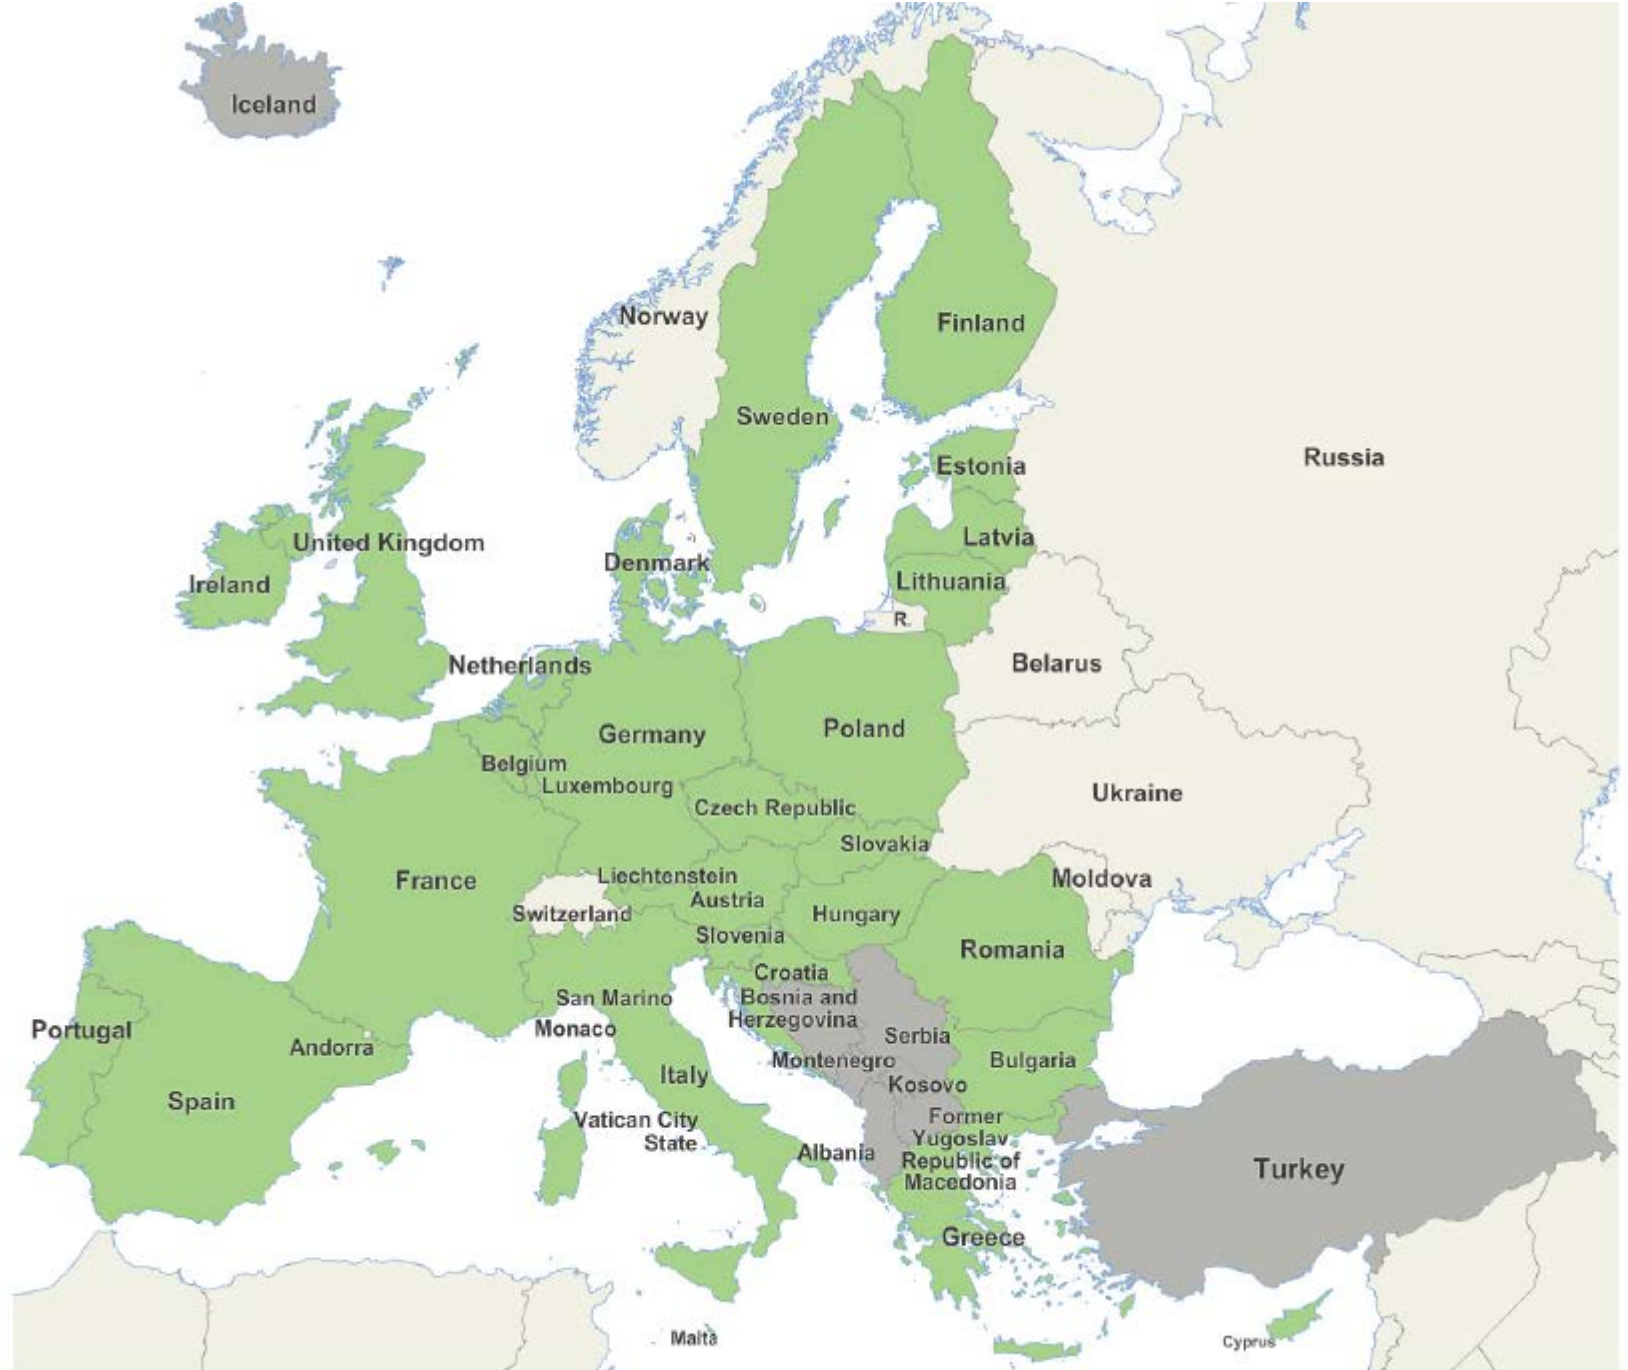 Iceland
Norway
Finland
Sweden
Russia
Estonia
Latvia
United Kingdom
Denmark
Ireland
Lithuania
R.
Netherlands
Belarus
Germany
Poland
Belgium
Luxembourg
Ukraine
Czech Republic
Slovakia
France
Liechtenstein
Moldova
Austria
Switzerland
Hungary
Slovenia
Romania
Croatia
San Marino
Bosnia and
Herzegovina
Monaco
Portugal
Serbia
Andorra
Montenegro
Bulgaria
Italy
Kosovo
Spain
Vatican City
State
Former
Yugoslav
Republic of
Macedonia
Albania
Turkey
Greece
Malta
Cyprus